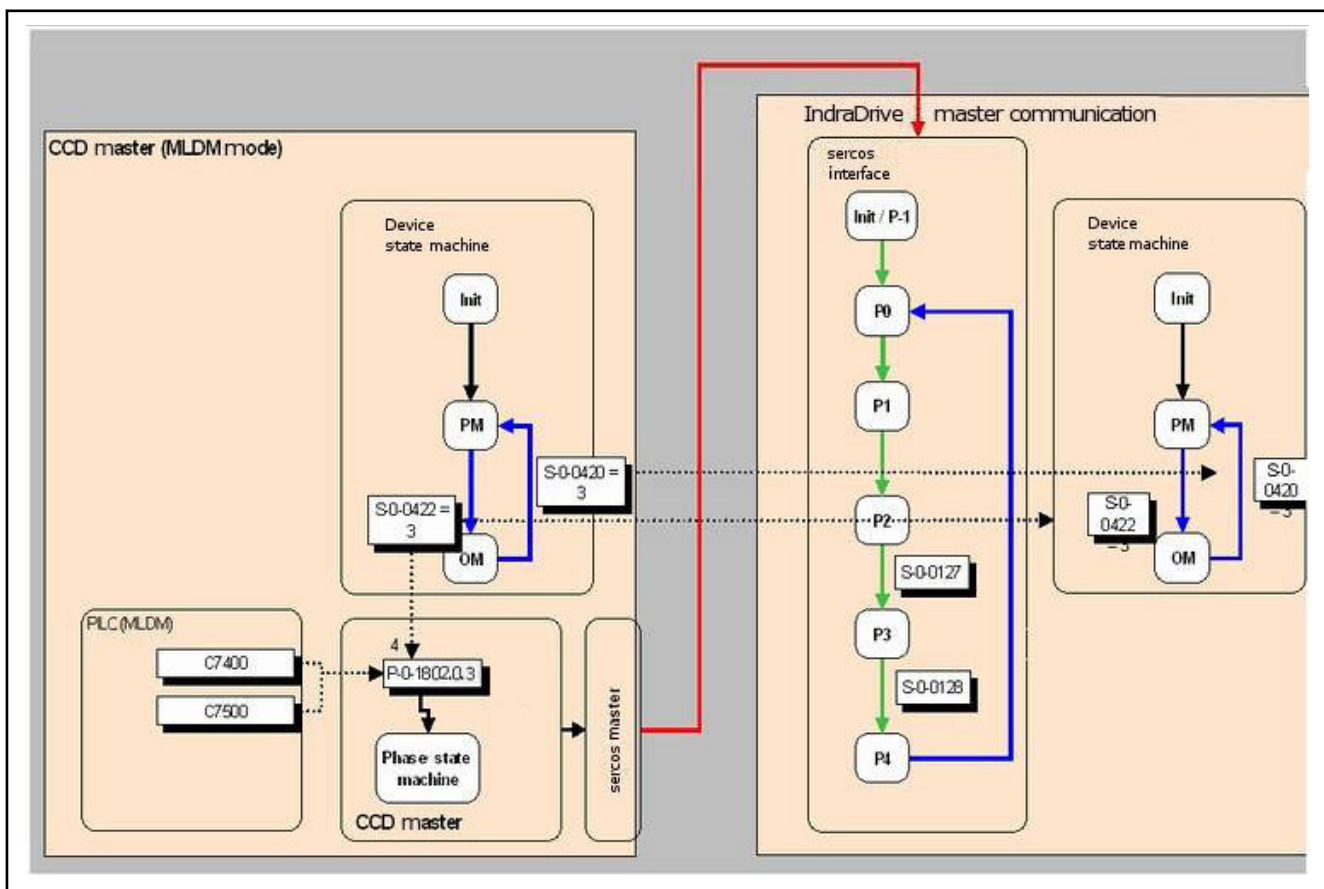 CCD master (MLDM mode)
Device
state machine
Init
PM
S-0-0420 =
3
S-0-0422 =
3
OM
PLC (MLDM)
C7400
C7500
4
P-0-1802.0.3
Phase state
machine
CCD master
sercos master
IndraDrive master communication
sercos
interface
Init / P-1
P0
P1
P2
S-0-0127
P3
S-0-0128
P4
Device
state machine
Init
PM
S-0-
0420
S-0-
0422
OM